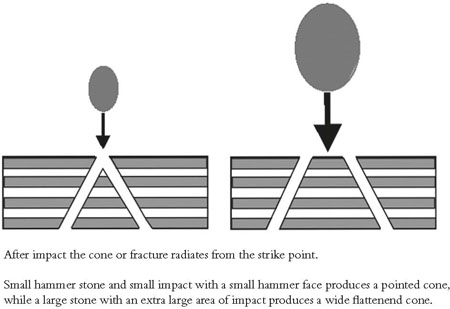 After impact the cone or fracture radiates from the strike point.
Small hammer stone and small impact with a small hammer face produces a pointed cone,
while a large stone with an extra large area of impact produces a wide flattenend cone.